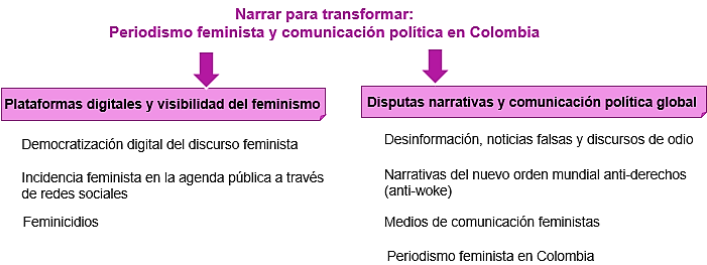 Narrar para transformar:
Periodismo feminista y comunicación política en Colombia
Plataformas digitales y visibilidad del feminismo
Democratización digital del discurso feminista
Incidencia feminista en la agenda pública a través
de redes sociales
Feminicidios
Disputas narrativas y comunicación política global
Desinformación, noticias falsas y discursos de odio
Narrativas del nuevo orden mundial anti-derechos
(anti-woke)
Medios de comunicación feministas
Periodismo feminista en Colombia